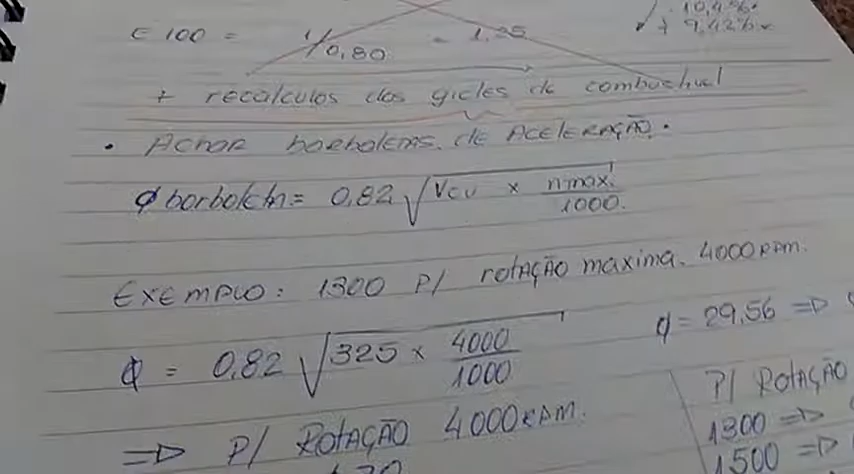 E 100 = 1/0,80 = 1.25
10,4%
+ 9,42%
+ recalculos dos gicles de combustivel
• Achar borboletas de ACELERAÇÃO.
φ borboleta = 0,82 √ Vcu × nmax. / 1000.
EXEMPLO: 1300 P/ rotação maxima. 4000 RPM.
φ = 0,82 √ 325 × 4000 / 1000
φ = 29,56 =>
=> P/ ROTAÇÃO 4000 RPM.
P/ ROTAÇÃO
1300 =>
1500 =>